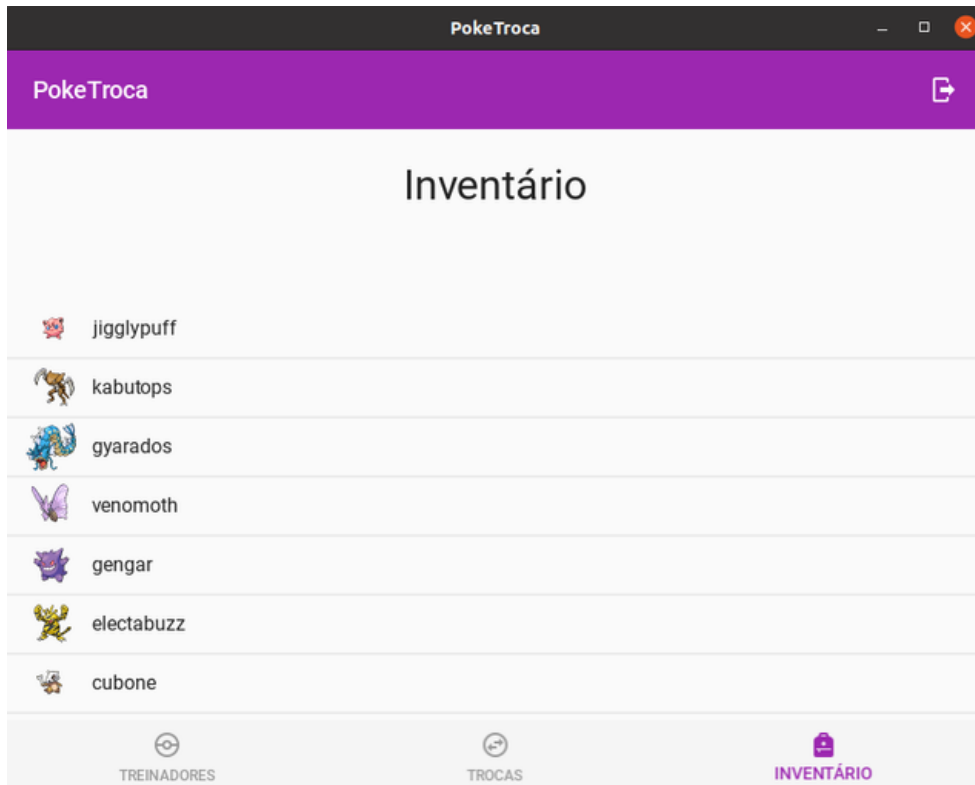 PokeTroca
PokeTroca
Inventário
jigglypuff
kabutops
gyarados
venomoth
gengar
electabuzz
cubone
TREINADORES
TROCAS
INVENTÁRIO